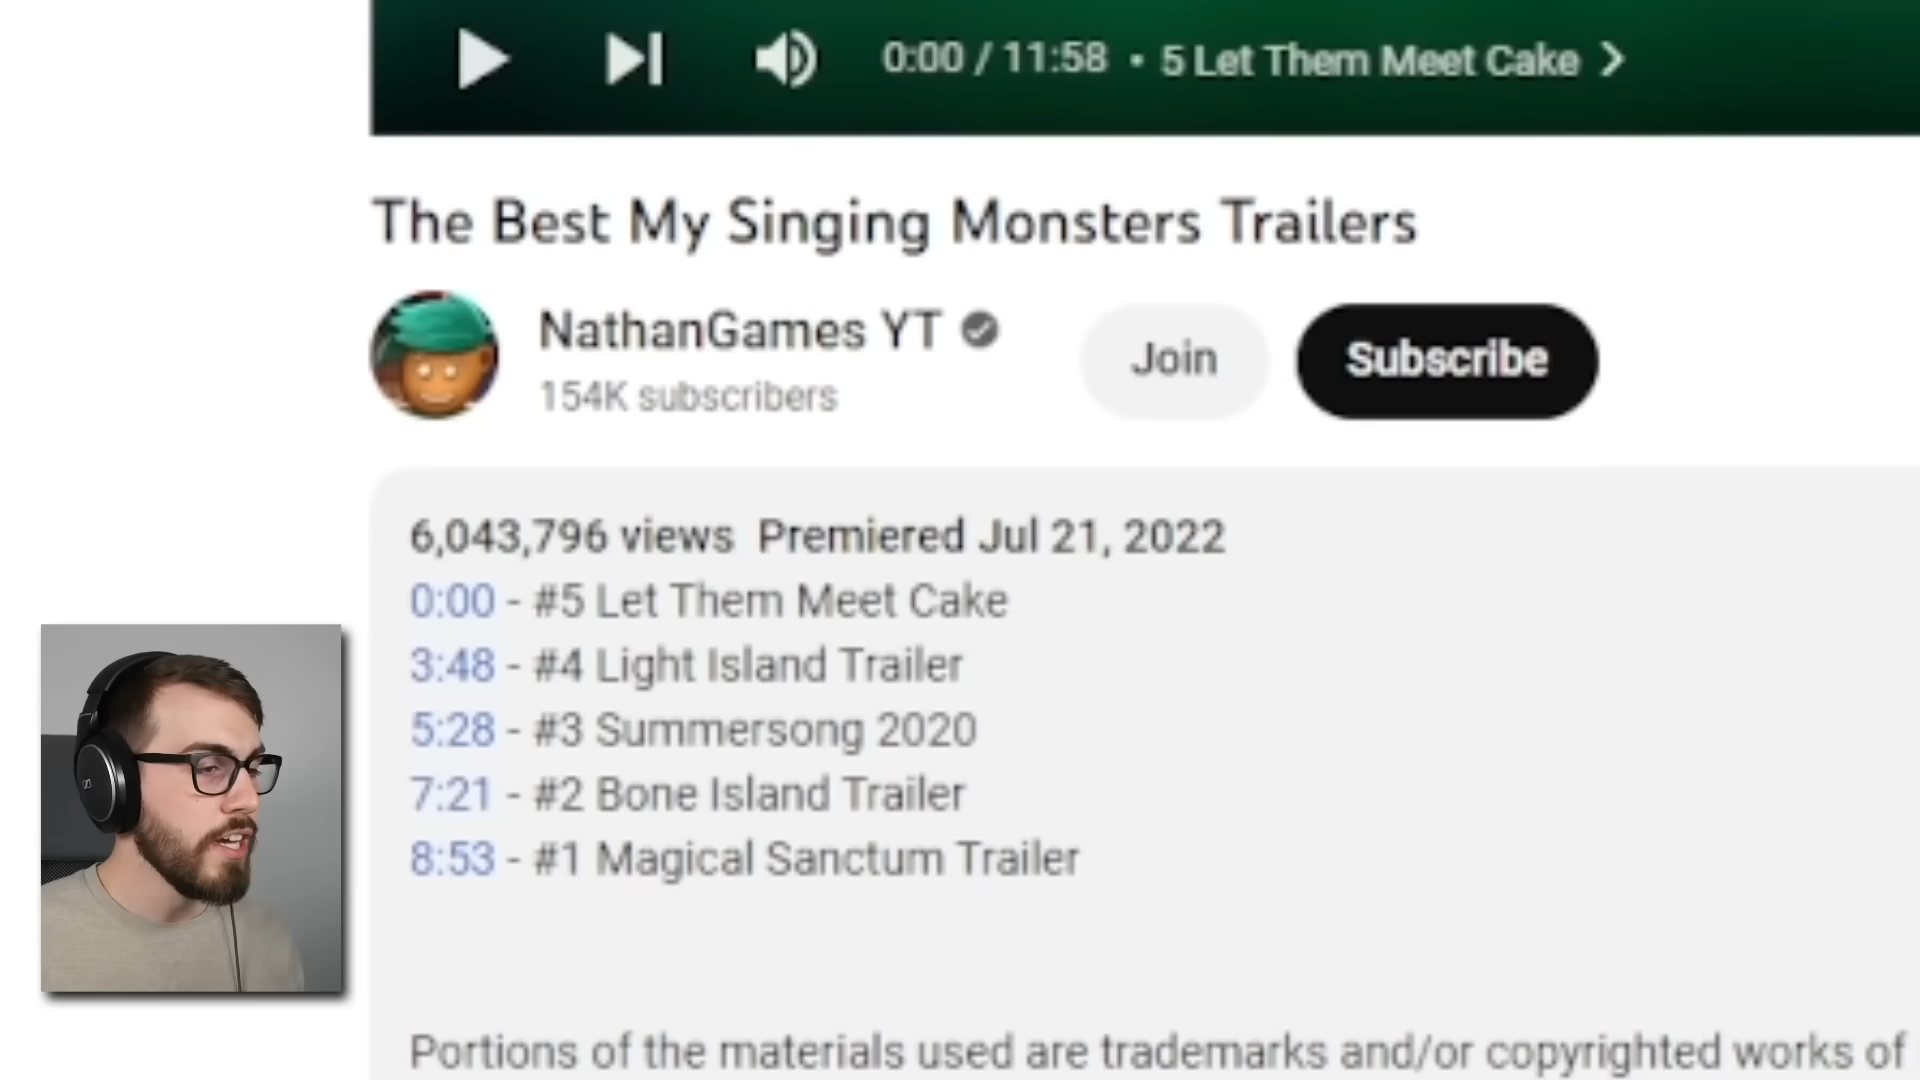 0:00 / 11:58 • 5 Let Them Meet Cake
The Best My Singing Monsters Trailers
NathanGames YT
154K subscribers
Join
Subscribe
6,043,796 views Premiered Jul 21, 2022
0:00 - #5 Let Them Meet Cake
3:48 - #4 Light Island Trailer
5:28 - #3 Summersong 2020
7:21 - #2 Bone Island Trailer
8:53 - #1 Magical Sanctum Trailer
Portions of the materials used are trademarks and/or copyrighted works of